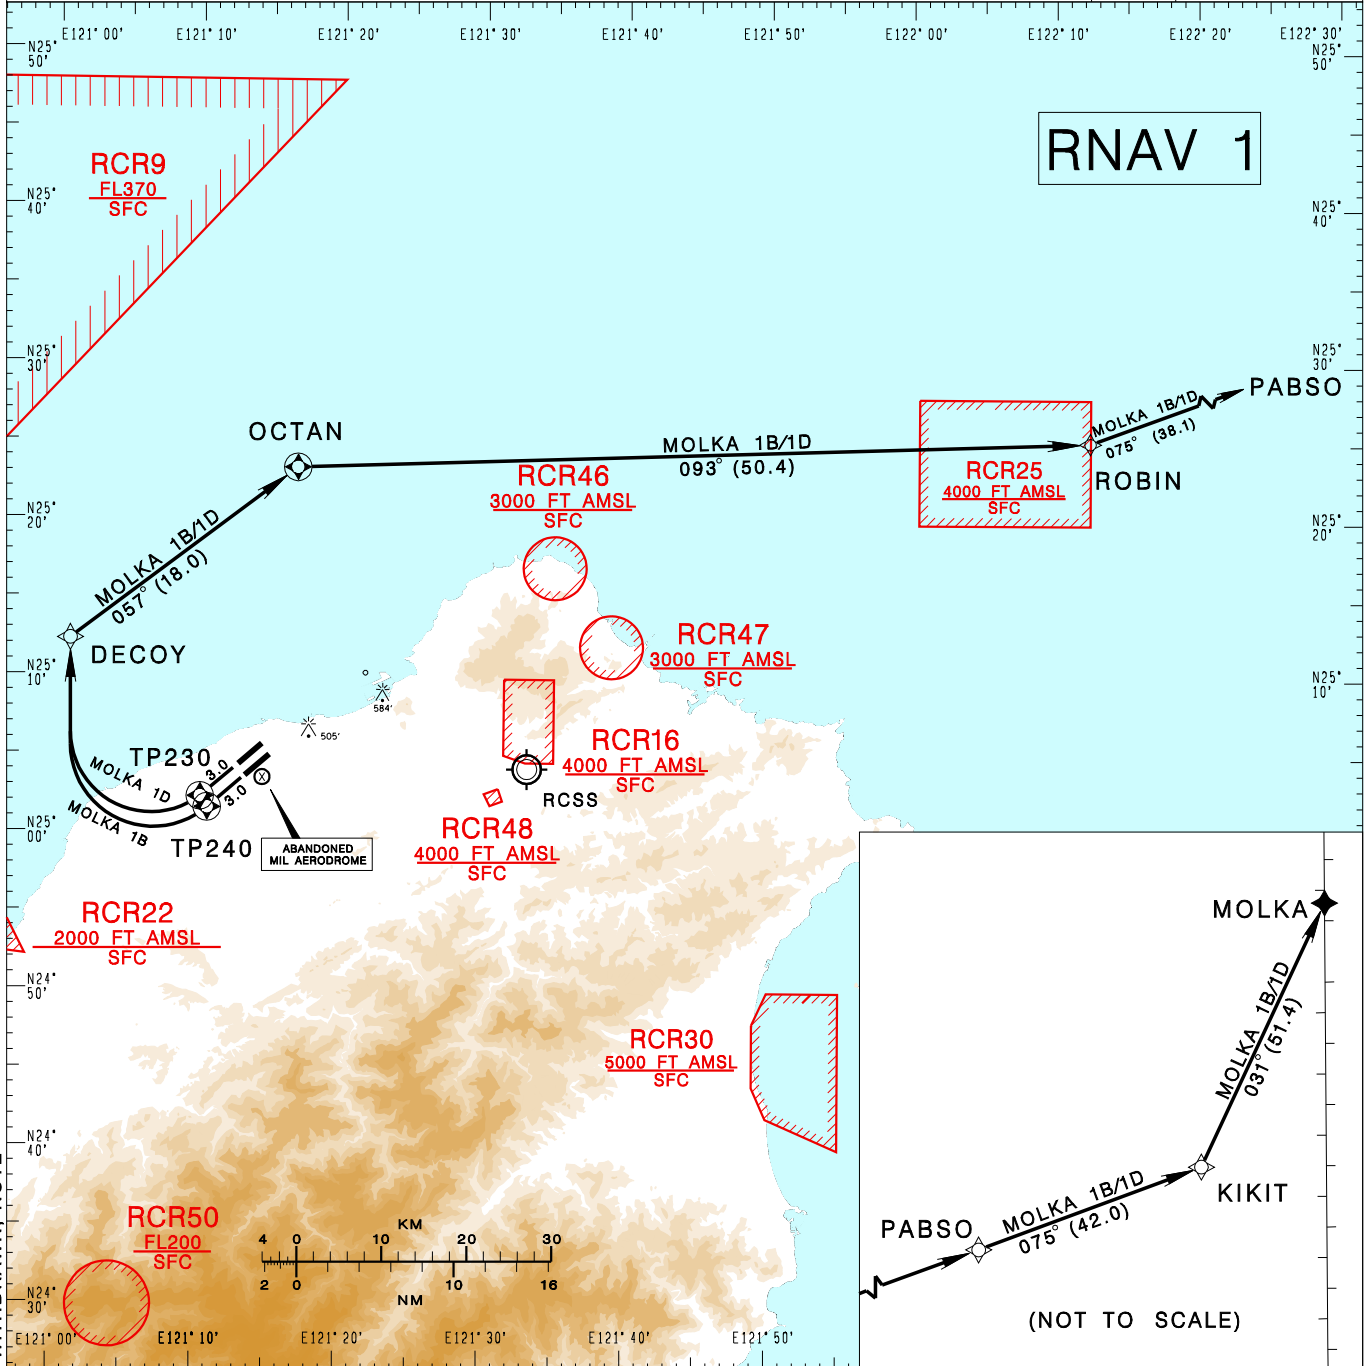 E121° 00'
E121° 10'
E121° 20'
E121° 30'
E121° 40'
E121° 50'
E122° 00'
E122° 10'
E122° 20'
E122° 30'
N25°
50'
N25°
50'
RNAV 1
RCR9
FL370
SFC
N25°
40'
N25°
40'
N25°
30'
N25°
30'
PABSO
MOLKA 1B/1D
075° (38.1)
OCTAN
MOLKA 1B/1D
093° (50.4)
ROBIN
RCR25
4000 FT AMSL
SFC
RCR46
3000 FT AMSL
SFC
N25°
20'
N25°
20'
MOLKA 1B/1D
057° (18.0)
DECOY
RCR47
3000 FT AMSL
SFC
N25°
10'
N25°
10'
584'
505'
TP230
3.0
3.0
MOLKA 1D
MOLKA 1B
TP240
X
ABANDONED
MIL AERODROME
RCR16
4000 FT AMSL
SFC
RCSS
RCR48
4000 FT AMSL
SFC
N25°
00'
RCR22
2000 FT AMSL
SFC
N24°
50'
RCR30
5000 FT AMSL
SFC
N24°
40'
MOLKA
MOLKA 1B/1D
031° (51.4)
KIKIT
PABSO
MOLKA 1B/1D
075° (42.0)
(NOT TO SCALE)
RCR50
FL200
SFC
KM
4 0 10 20 30
2 0 10 16
NM
N24°
30'
E121° 00'
E121° 10'
E121° 20'
E121° 30'
E121° 40'
E121° 50'